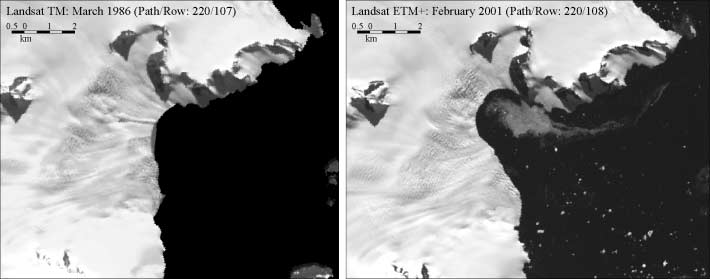 Landsat TM: March 1986 (Path/Row: 220/107)
0.5 0 1 2
km
Landsat ETM+: February 2001 (Path/Row: 220/108)
0.5 0 1 2
km